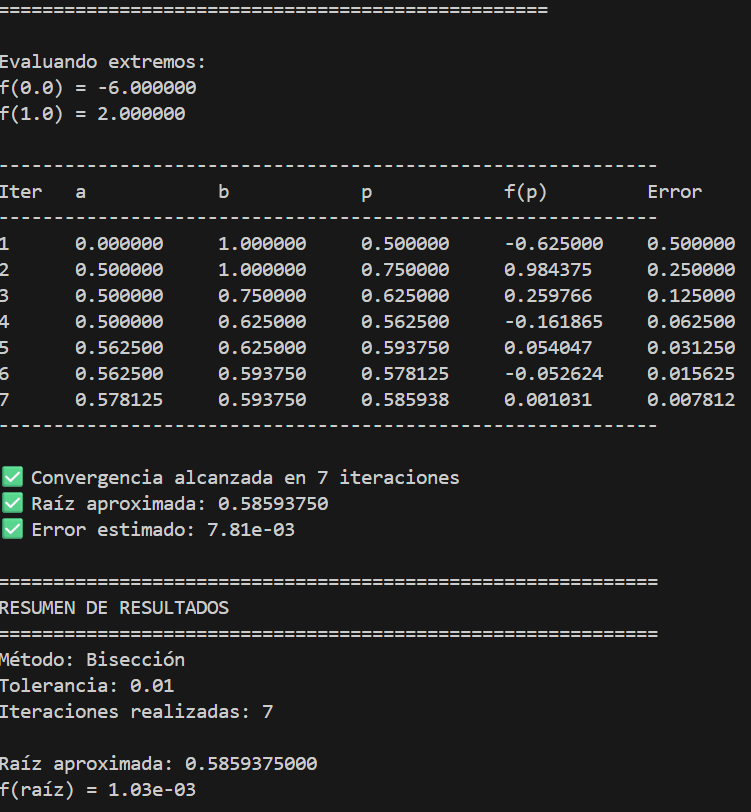 ==================================================
Evaluando extremos:
f(0.0) = -6.000000
f(1.0) = 2.000000
------------------------------------------------------------
Iter   a            b            p            f(p)         Error
------------------------------------------------------------
1      0.000000     1.000000     0.500000     -0.625000    0.500000
2      0.500000     1.000000     0.750000     0.984375     0.250000
3      0.500000     0.750000     0.625000     0.259766     0.125000
4      0.500000     0.625000     0.562500     -0.161865    0.062500
5      0.562500     0.625000     0.593750     0.054047     0.031250
6      0.562500     0.593750     0.578125     -0.052624    0.015625
7      0.578125     0.593750     0.585938     0.001031     0.007812
------------------------------------------------------------
✅ Convergencia alcanzada en 7 iteraciones
✅ Raíz aproximada: 0.58593750
✅ Error estimado: 7.81e-03
============================================================
RESUMEN DE RESULTADOS
============================================================
Método: Bisección
Tolerancia: 0.01
Iteraciones realizadas: 7
Raíz aproximada: 0.5859375000
f(raíz) = 1.03e-03